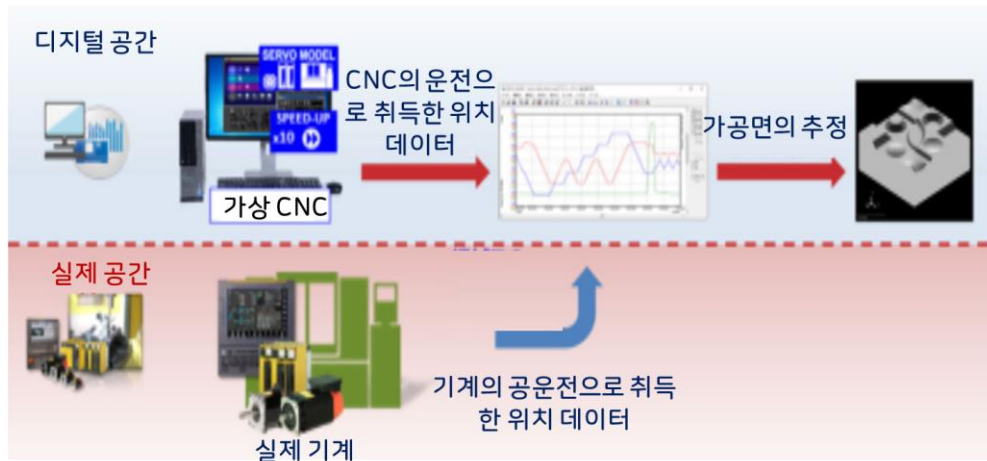 디지털 공간
SERVO MODEL
SPEED-UP
x10
가상 CNC
CNC의 운전으
로 취득한 위치
데이터
가공면의 추정
실제 공간
실제 기계
기계의 공운전으로 취득
한 위치 데이터